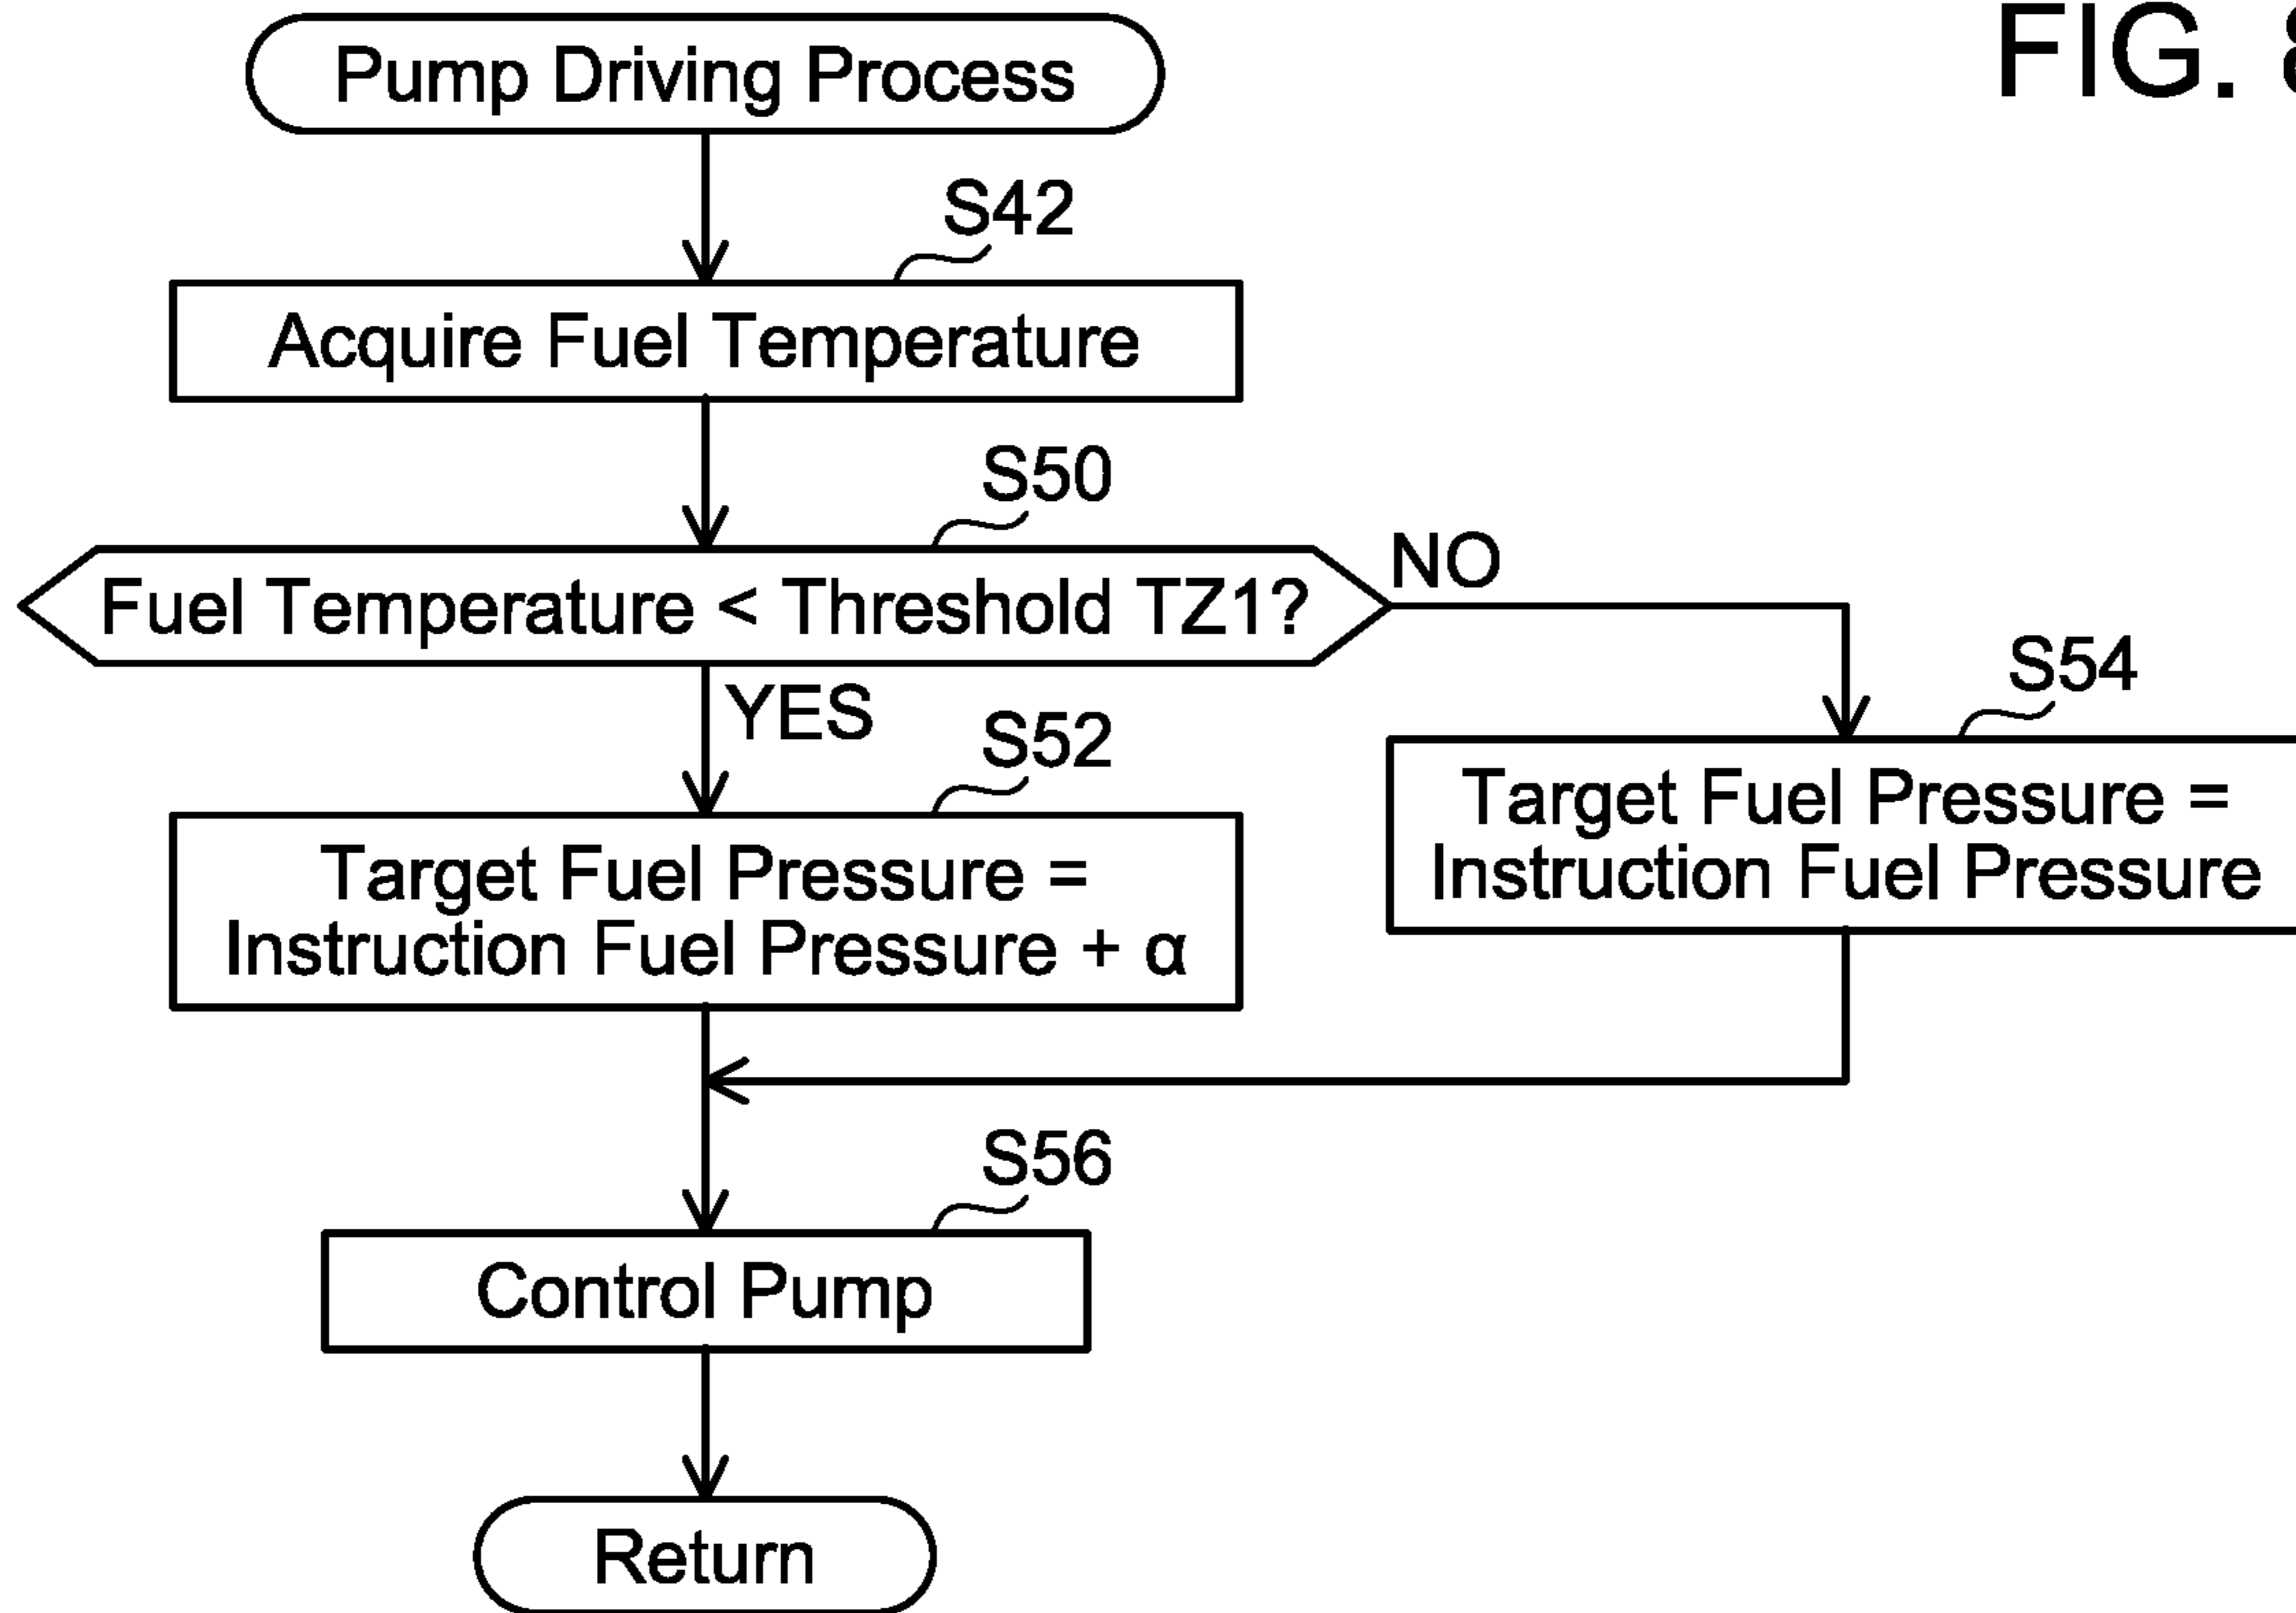 FIG. 8
Pump Driving Process
S42
Acquire Fuel Temperature
S50
Fuel Temperature < Threshold TZ1?
NO
YES
S52
Target Fuel Pressure =
Instruction Fuel Pressure + α
S54
Target Fuel Pressure =
Instruction Fuel Pressure
S56
Control Pump
Return